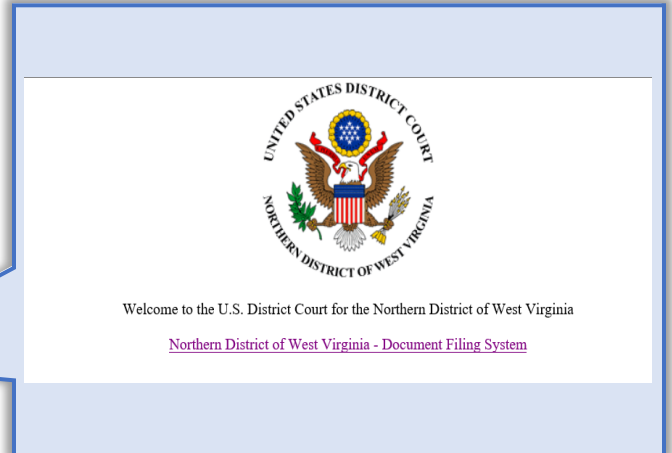 UNITED STATES DISTRICT COURT
NORTHERN DISTRICT OF WEST VIRGINIA
Welcome to the U.S. District Court for the Northern District of West Virginia
Northern District of West Virginia - Document Filing System